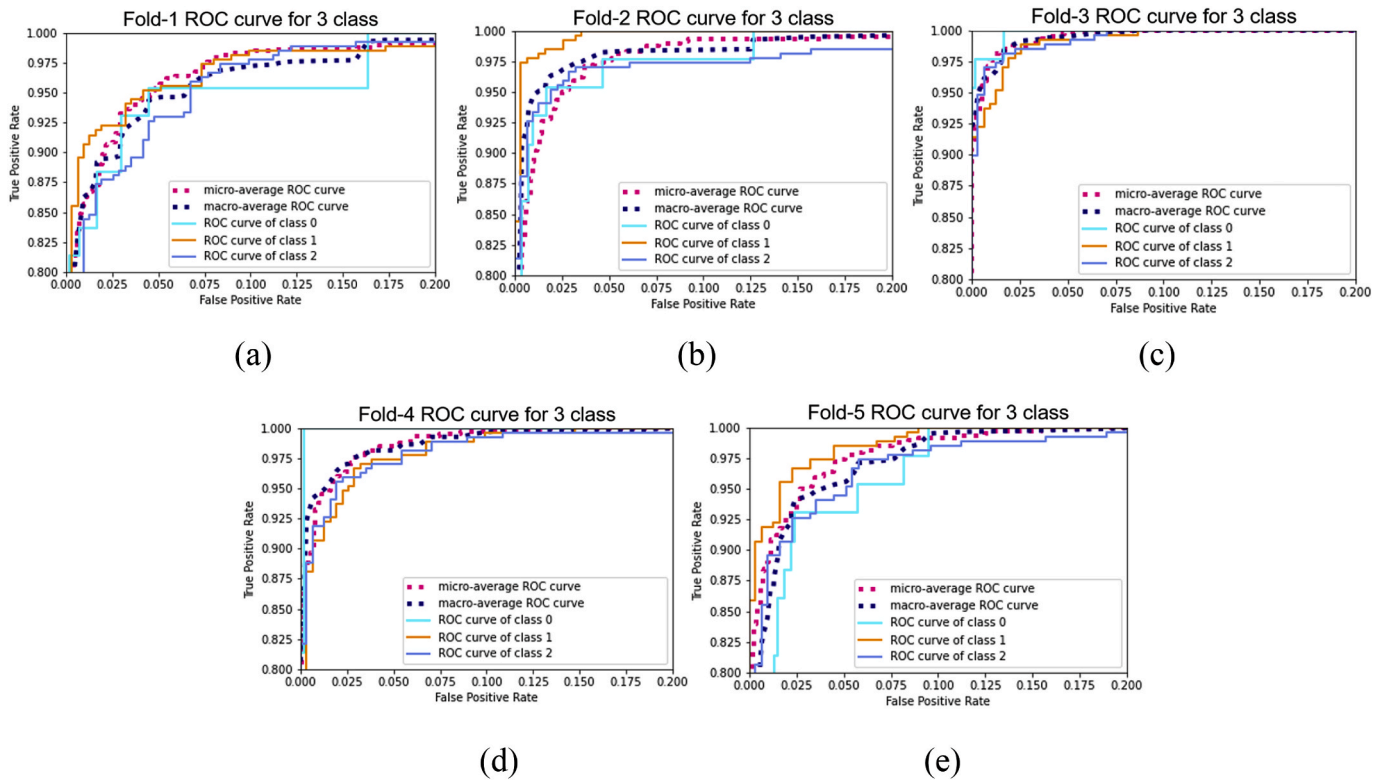 Fold-1 ROC curve for 3 class
1.000
0.975
0.950
0.925
0.900
0.875
0.850
0.825
0.800
True Positive Rate
micro-average ROC curve
macro-average ROC curve
ROC curve of class 0
ROC curve of class 1
ROC curve of class 2
0.000 0.025 0.050 0.075 0.100 0.125 0.150 0.175 0.200
False Positive Rate
(a)
Fold-2 ROC curve for 3 class
1.000
0.975
0.950
0.925
0.900
0.875
0.850
0.825
0.800
True Positive Rate
micro-average ROC curve
macro-average ROC curve
ROC curve of class 0
ROC curve of class 1
ROC curve of class 2
0.000 0.025 0.050 0.075 0.100 0.125 0.150 0.175 0.200
False Positive Rate
(b)
Fold-3 ROC curve for 3 class
1.000
0.975
0.950
0.925
0.900
0.875
0.850
0.825
0.800
True Positive Rate
micro-average ROC curve
macro-average ROC curve
ROC curve of class 0
ROC curve of class 1
ROC curve of class 2
0.000 0.025 0.050 0.075 0.100 0.125 0.150 0.175 0.200
False Positive Rate
(c)
Fold-4 ROC curve for 3 class
1.000
0.975
0.950
0.925
0.900
0.875
0.850
0.825
0.800
True Positive Rate
micro-average ROC curve
macro-average ROC curve
ROC curve of class 0
ROC curve of class 1
ROC curve of class 2
0.000 0.025 0.050 0.075 0.100 0.125 0.150 0.175 0.200
False Positive Rate
(d)
Fold-5 ROC curve for 3 class
1.000
0.975
0.950
0.925
0.900
0.875
0.850
0.825
0.800
True Positive Rate
micro-average ROC curve
macro-average ROC curve
ROC curve of class 0
ROC curve of class 1
ROC curve of class 2
0.000 0.025 0.050 0.075 0.100 0.125 0.150 0.175 0.200
False Positive Rate
(e)